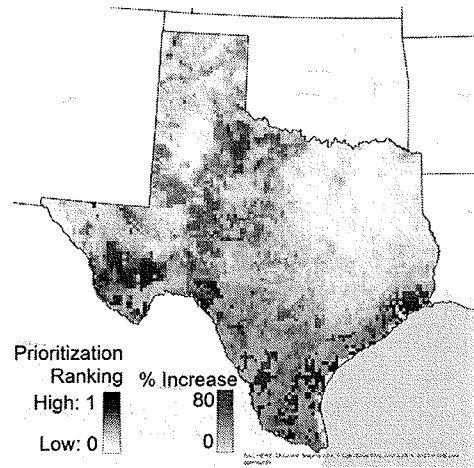 Prioritization
Ranking
High: 1
Low: 0
% Increase
80
0